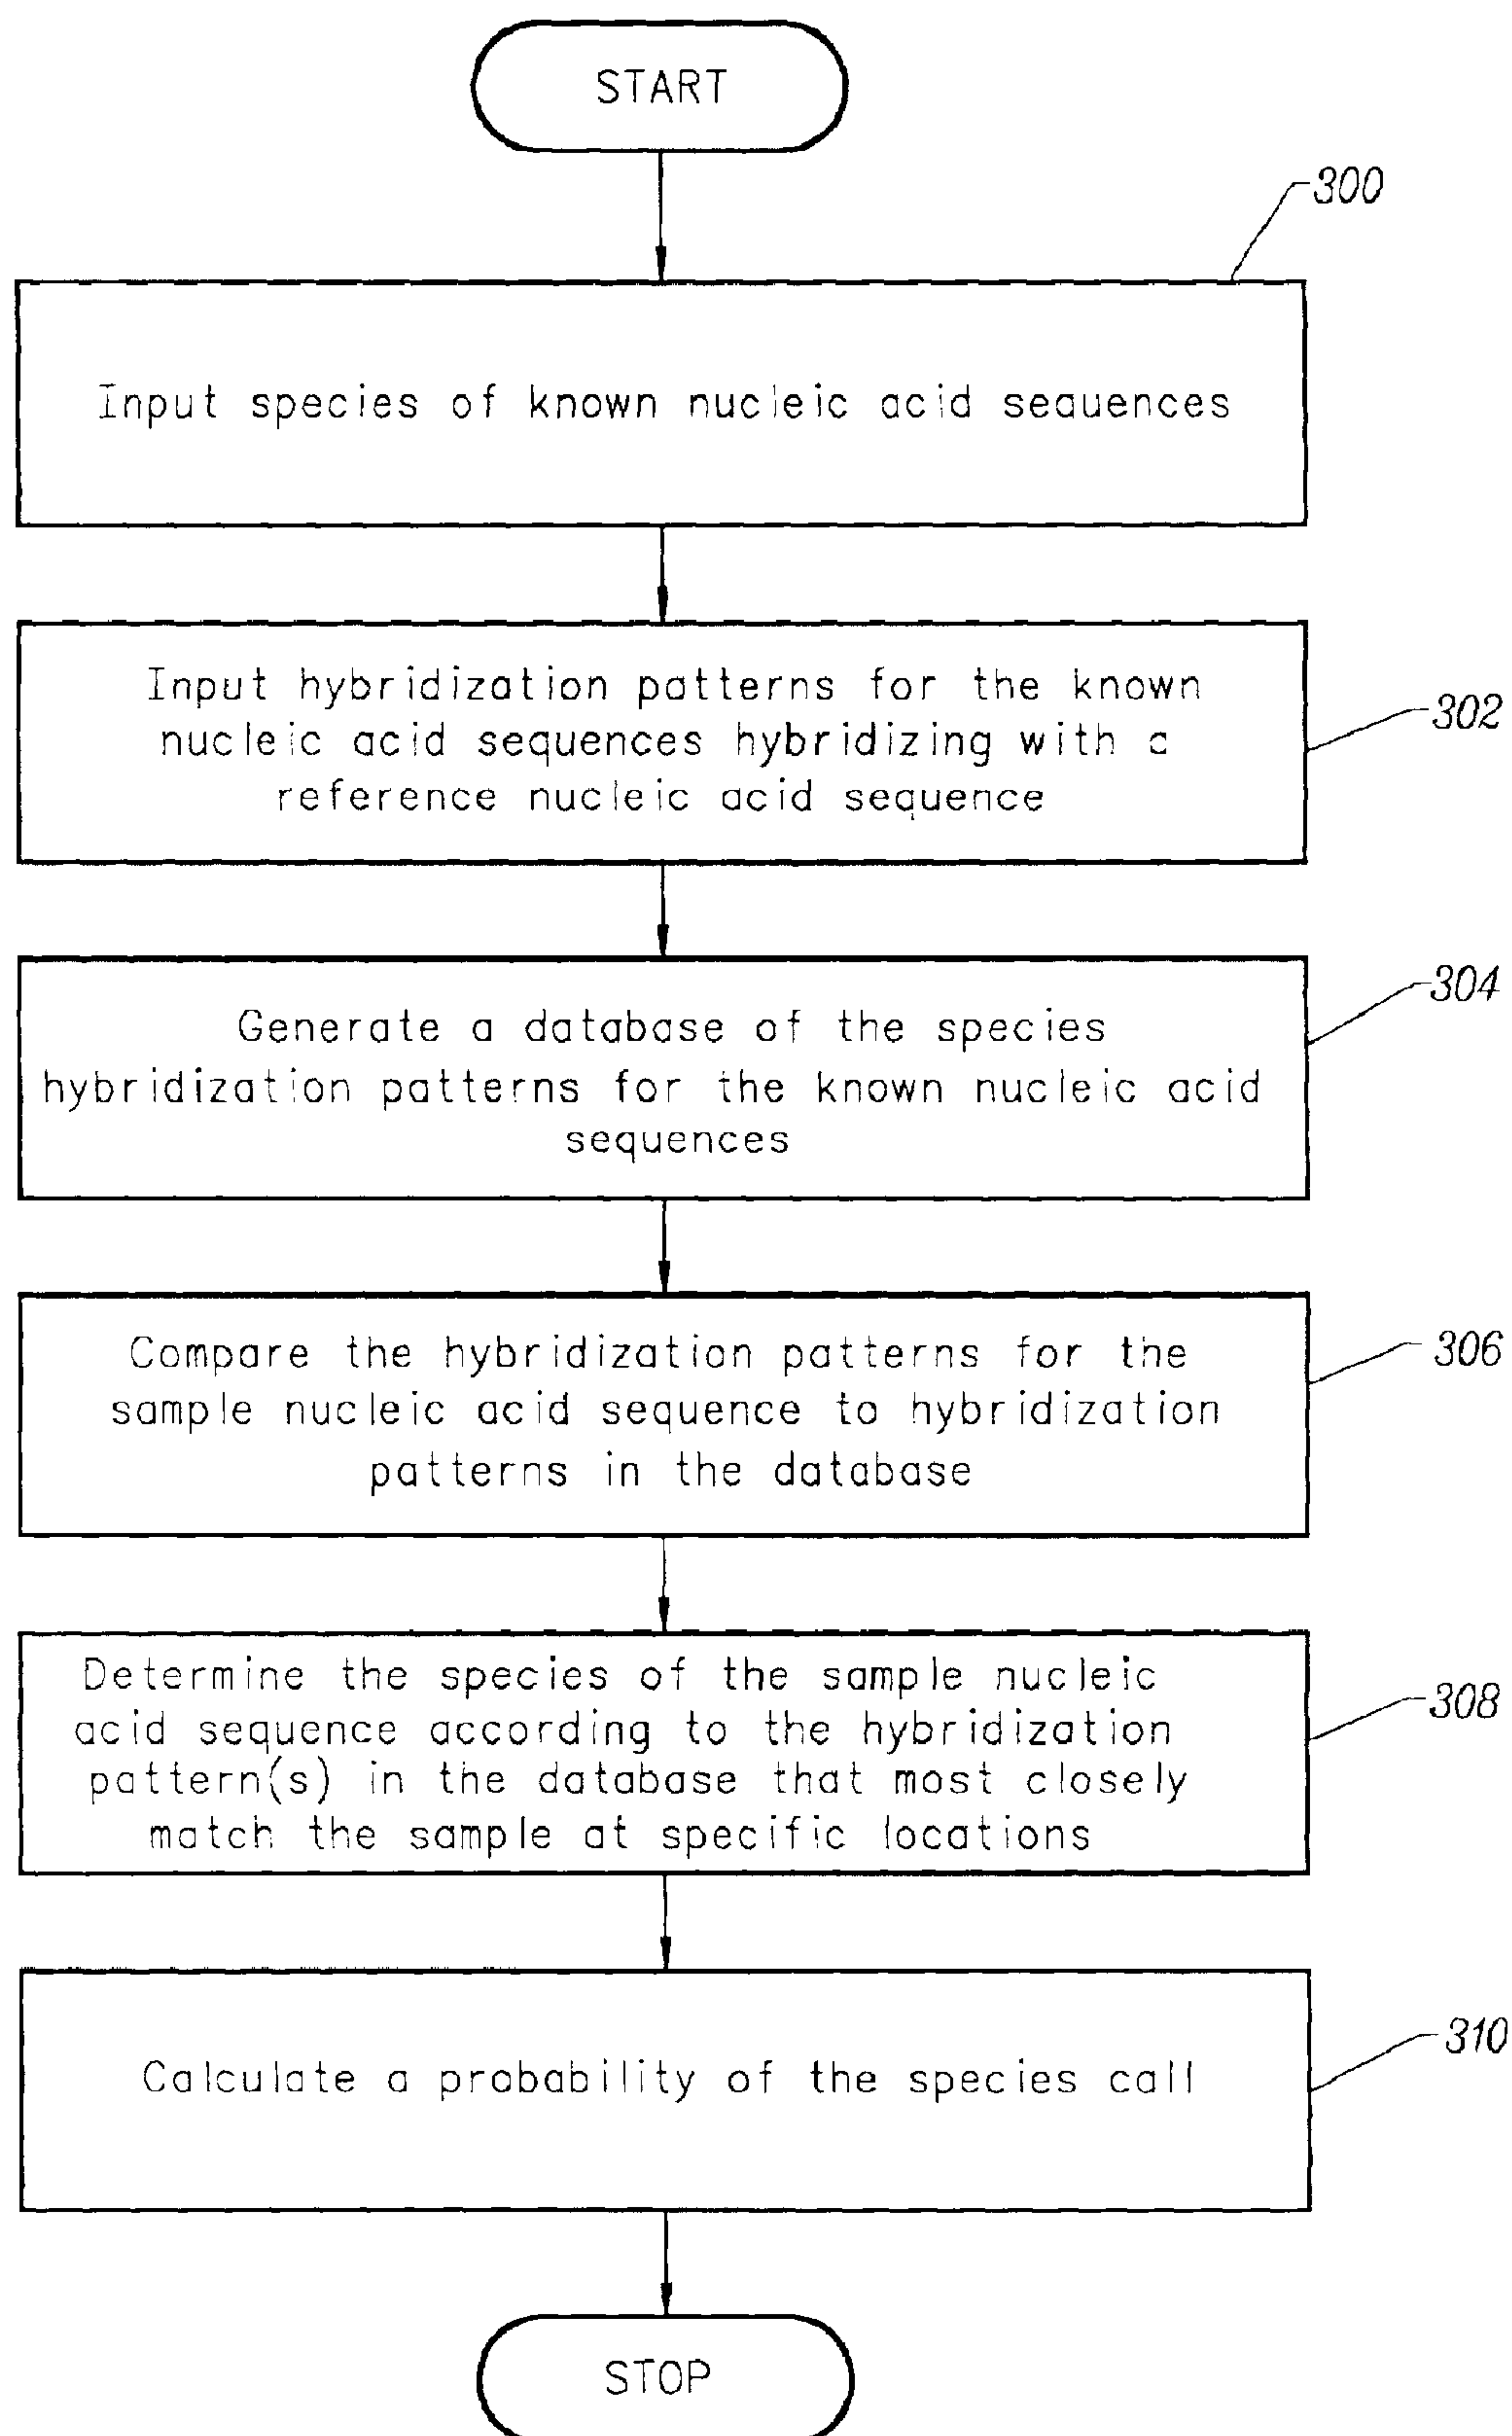 START
300
Input species of known nucleic acid sequences
Input hybridization patterns for the known
nucleic acid sequences hybridizing with a
reference nucleic acid sequence
302
Generate a database of the species
hybridization patterns for the known nucleic acid
sequences
304
Compare the hybridization patterns for the
sample nucleic acid sequence to hybridization
patterns in the database
306
Determine the species of the sample nucleic
acid sequence according to the hybridization
pattern(s) in the database that most closely
match the sample at specific locations
308
Calculate a probability of the species call
310
STOP